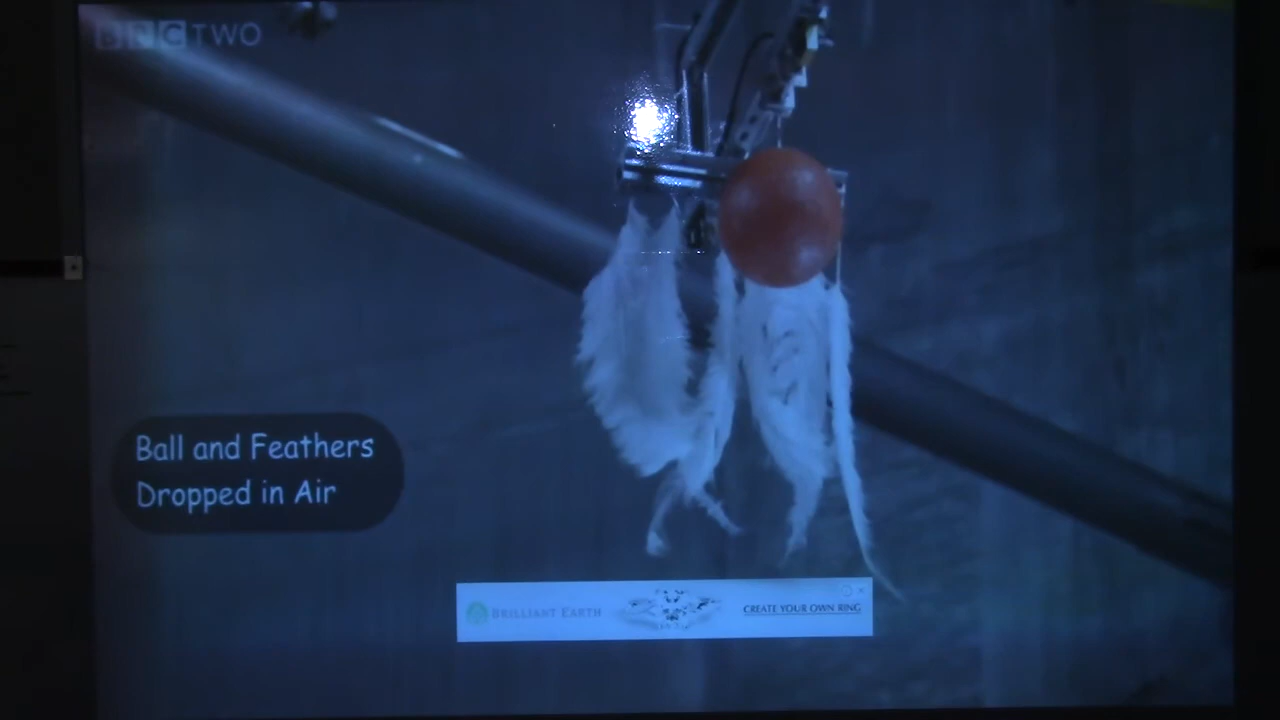 BBC TWO
Ball and Feathers
Dropped in Air
BRILLIANT EARTH
CREATE YOUR OWN RING